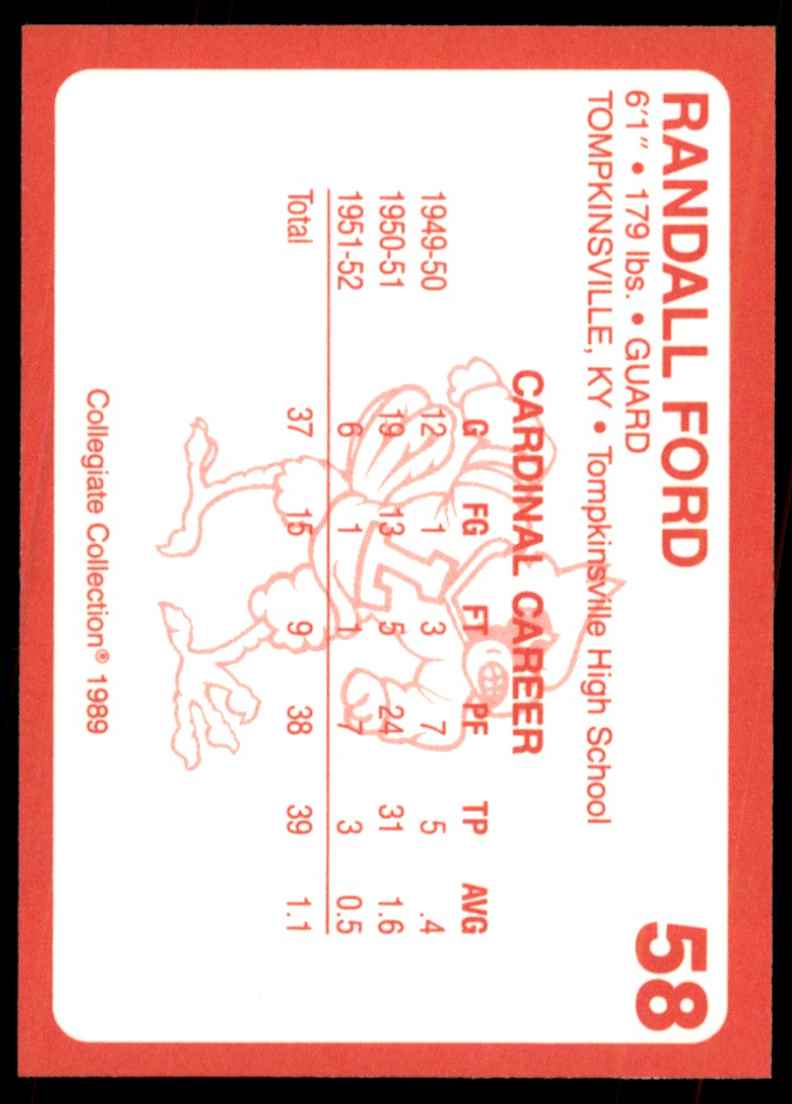 RANDALL FORD 58
6'1" • 179 lbs. • GUARD
TOMPKINSVILLE, KY • Tompkinsville High School
CARDINAL CAREER
G FG FT PF TP AVG
1949-50 12 1 3 7 5 .4
1950-51 19 13 5 24 31 1.6
1951-52 6 1 1 7 3 0.5
Total 37 15 9 38 39 1.1
Collegiate Collection® 1989
L